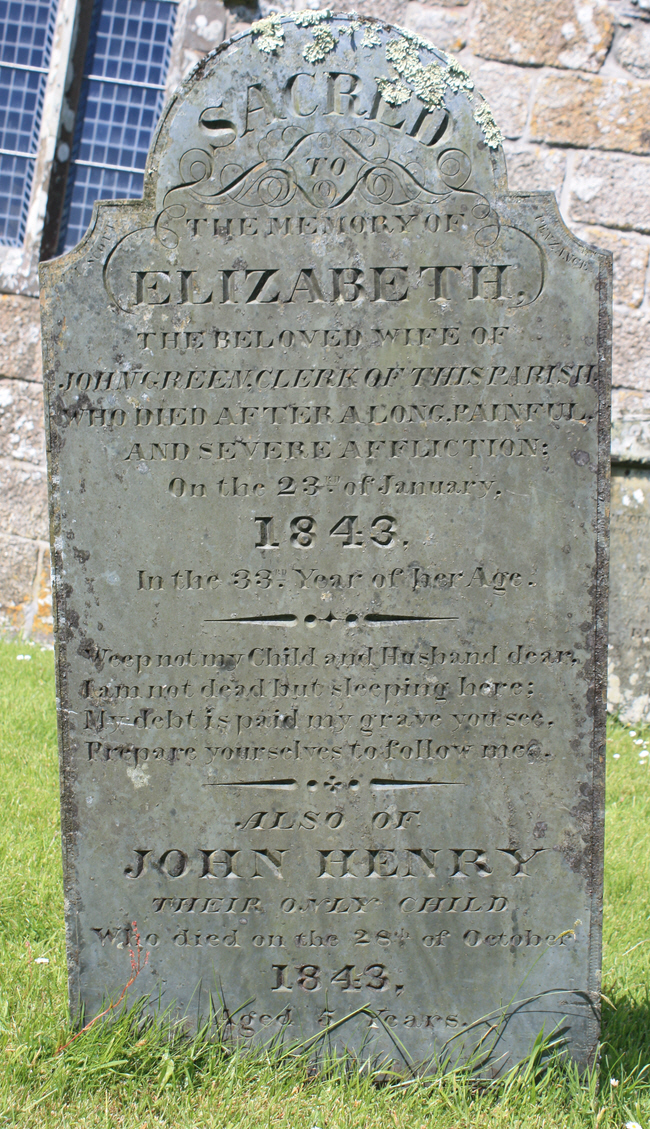 SACRED
TO
THE MEMORY OF
PENZANCE
ELIZABETH,
THE BELOVED WIFE OF
JOHN GREEN, CLERK OF THIS PARISH
WHO DIED AFTER A LONG, PAINFUL,
AND SEVERE AFFLICTION;
On the 23rd of January,
1843.
In the 33rd Year of her Age.
Weep not my Child and Husband dear,
I am not dead but sleeping here;
My debt is paid my grave you see,
Prepare yourselves to follow me.
ALSO OF
JOHN HENRY
THEIR ONLY CHILD
Who died on the 28th of October
1843,
Aged 5 Years.